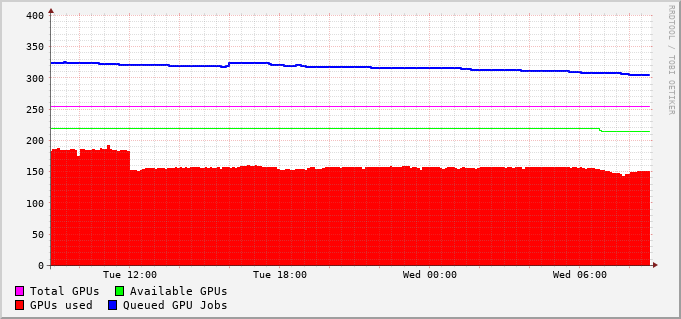 400
350
300
250
200
150
100
50
0
Tue 12:00 Tue 18:00 Wed 00:00 Wed 06:00
Total GPUs Available GPUs
GPUs used Queued GPU Jobs
RRDTOOL / TOBI OETIKER